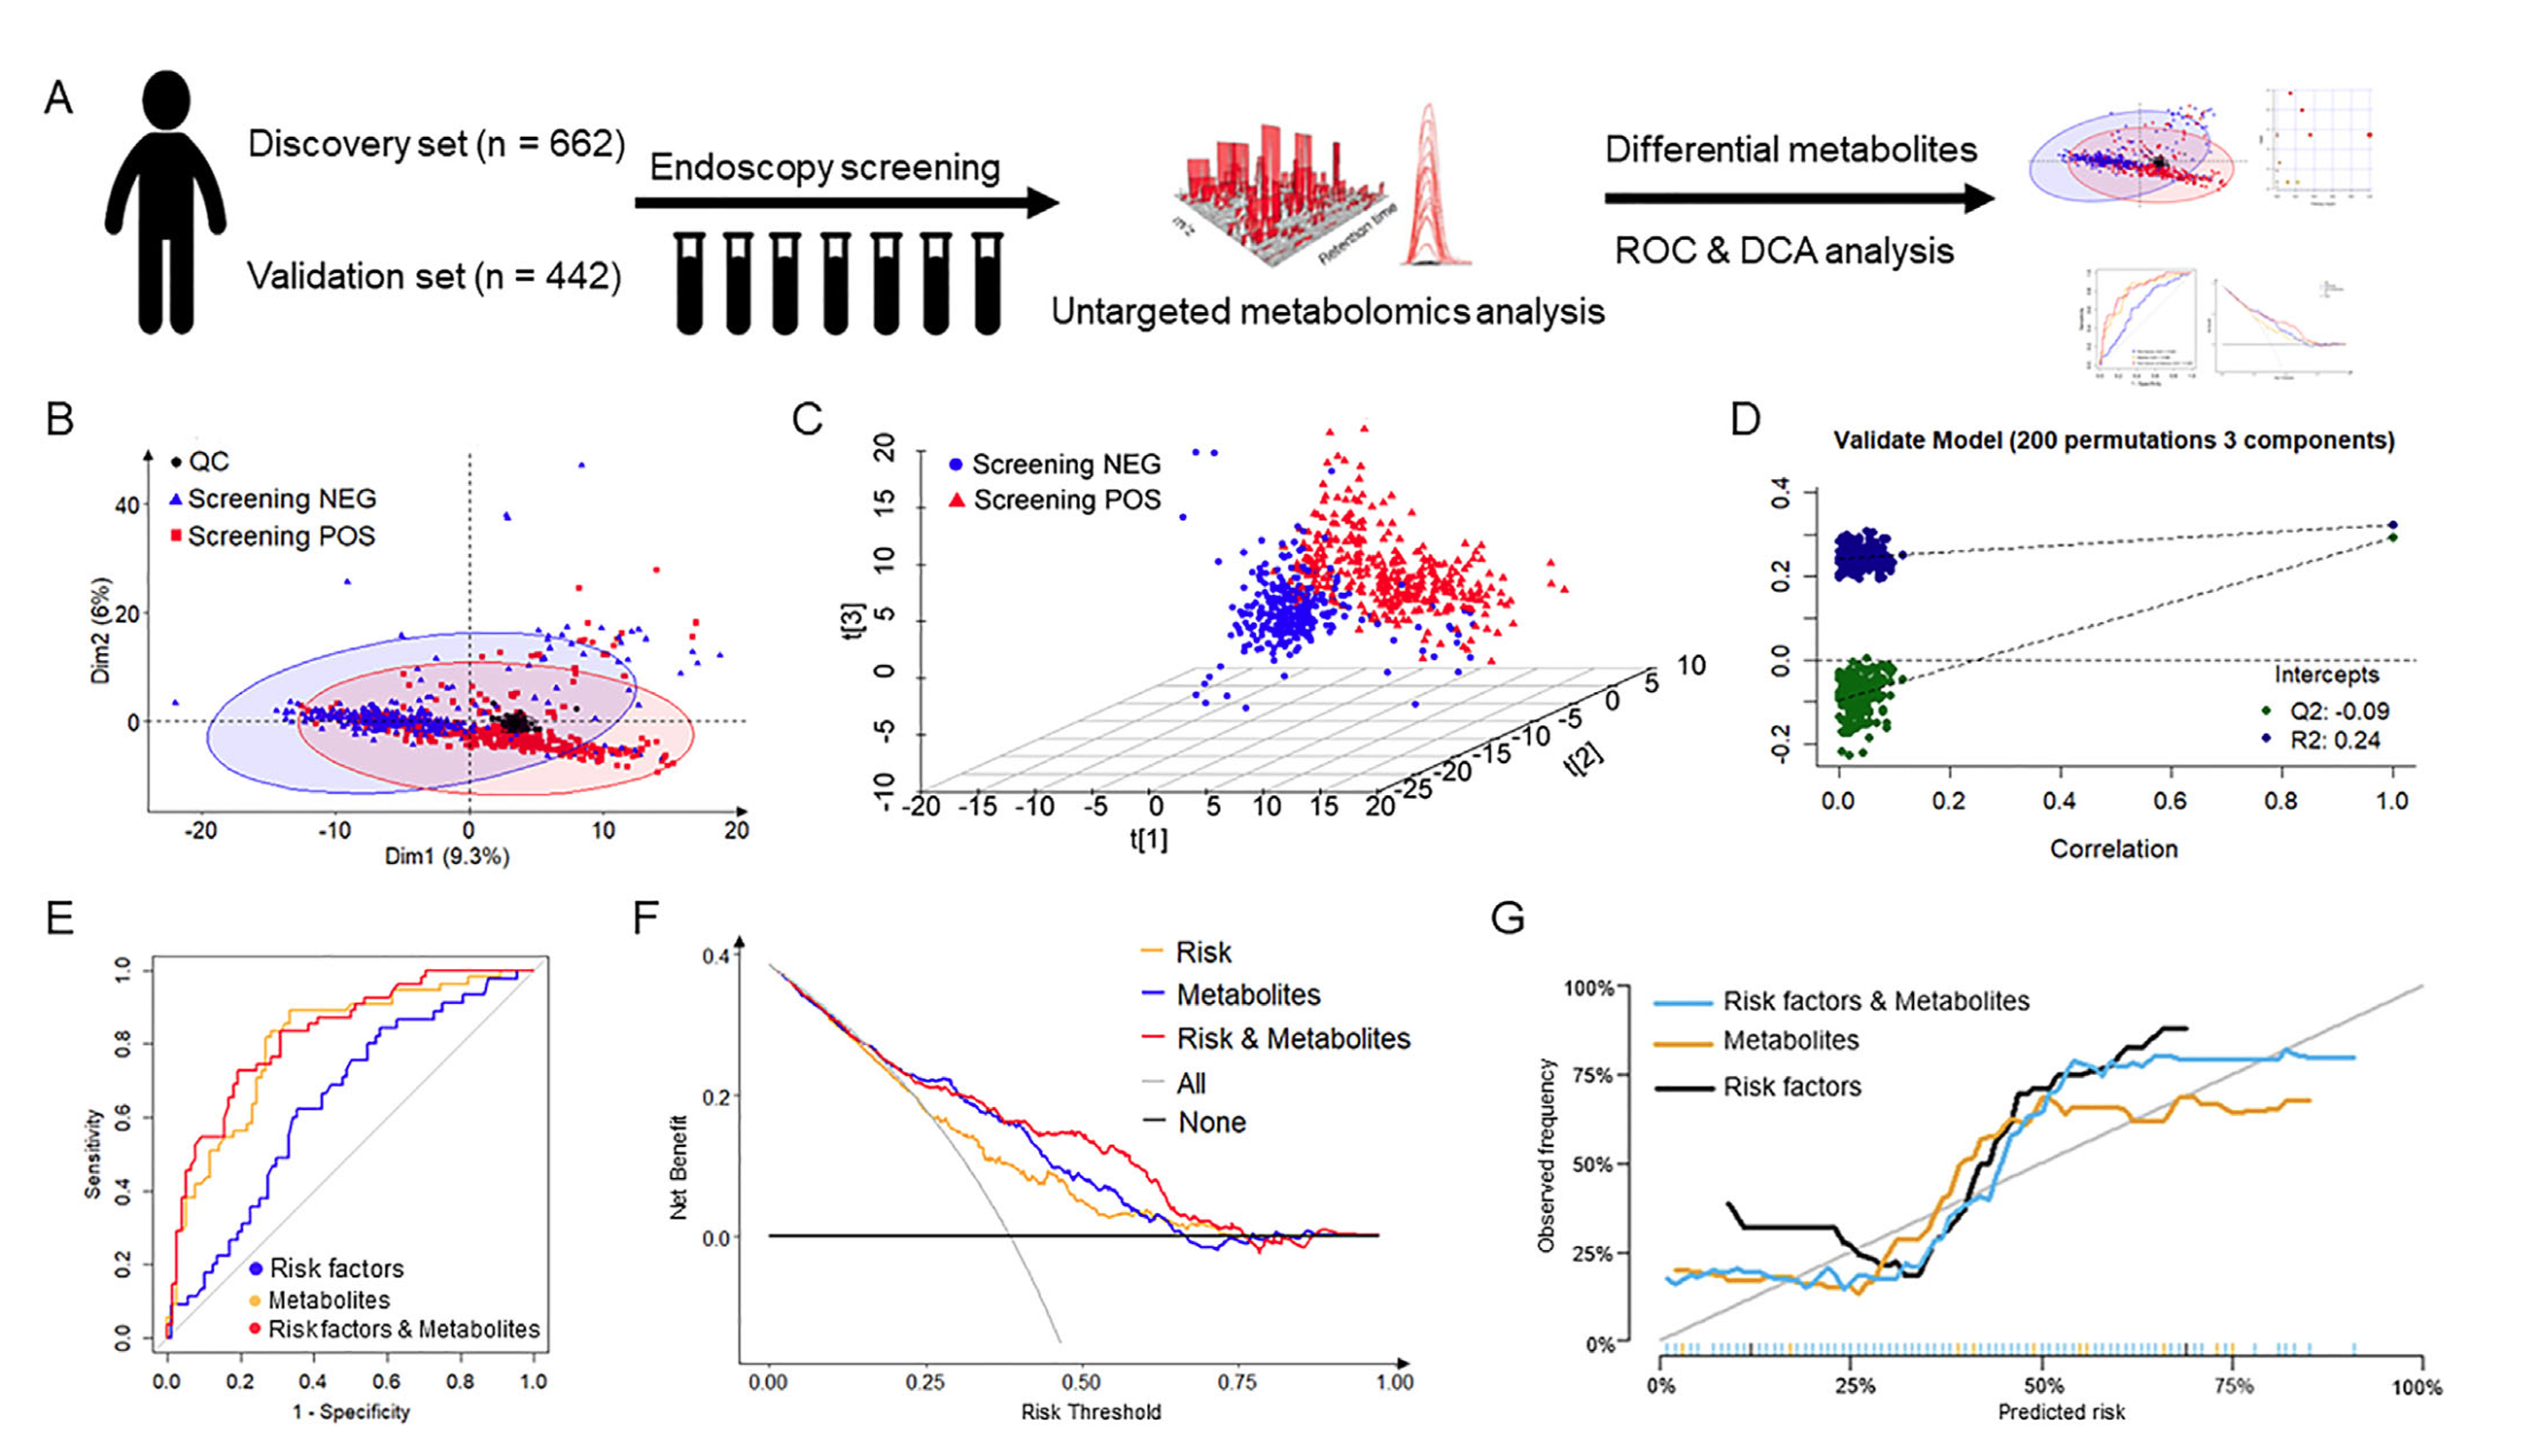 A
Discovery set (n = 662)
Validation set (n = 442)
Endoscopy screening
m/z
Retention time
Untargeted metabolomics analysis
Differential metabolites
ROC & DCA analysis
B
QC
Screening NEG
Screening POS
40
20
0
Dim2 (6%)
-20
-10
0
10
20
Dim1 (9.3%)
C
Screening NEG
Screening POS
20
15
10
5
0
-5
-10
t[3]
-20
-15
-10
-5
0
5
10
15
20
t[1]
-25
-20
-15
-10
-5
0
5
10
t[2]
D
Validate Model (200 permutations 3 components)
0.4
0.2
0.0
-0.2
Intercepts
Q2: -0.09
R2: 0.24
0.0
0.2
0.4
0.6
0.8
1.0
Correlation
E
1.0
0.8
0.6
0.4
0.2
0.0
Sensitivity
Risk factors
Metabolites
Risk factors & Metabolites
0.0
0.2
0.4
0.6
0.8
1.0
1 - Specificity
F
0.4
0.2
0.0
Net Benefit
Risk
Metabolites
Risk & Metabolites
All
None
0.00
0.25
0.50
0.75
1.00
Risk Threshold
G
100%
75%
50%
25%
0%
Observed frequency
Risk factors & Metabolites
Metabolites
Risk factors
0%
25%
50%
75%
100%
Predicted risk